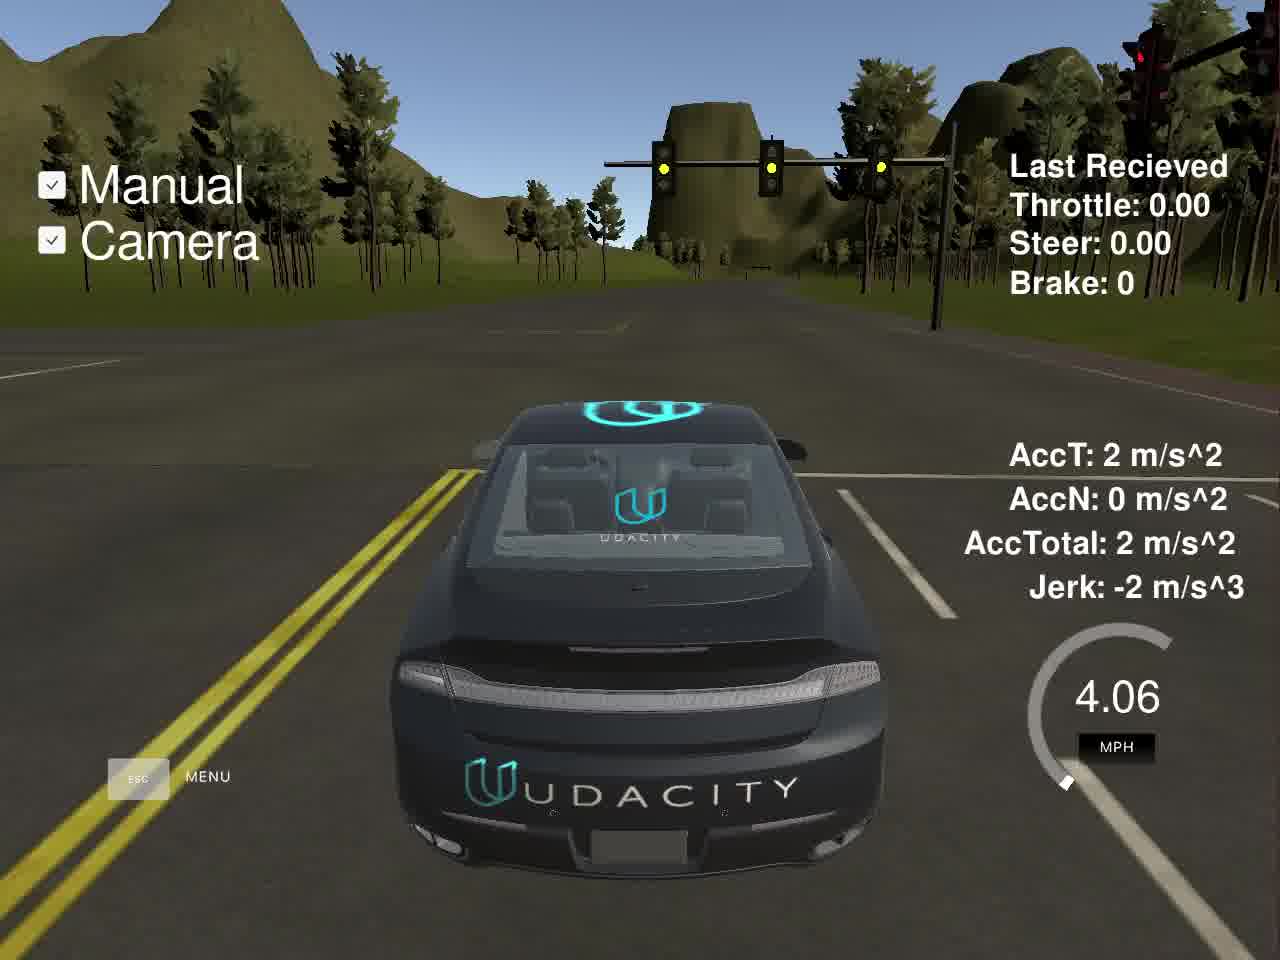 Manual
Camera
Last Recieved
Throttle: 0.00
Steer: 0.00
Brake: 0
AccT: 2 m/s^2
AccN: 0 m/s^2
AccTotal: 2 m/s^2
Jerk: -2 m/s^3
UDACITY
4.06
MPH
ESC MENU
UDACITY